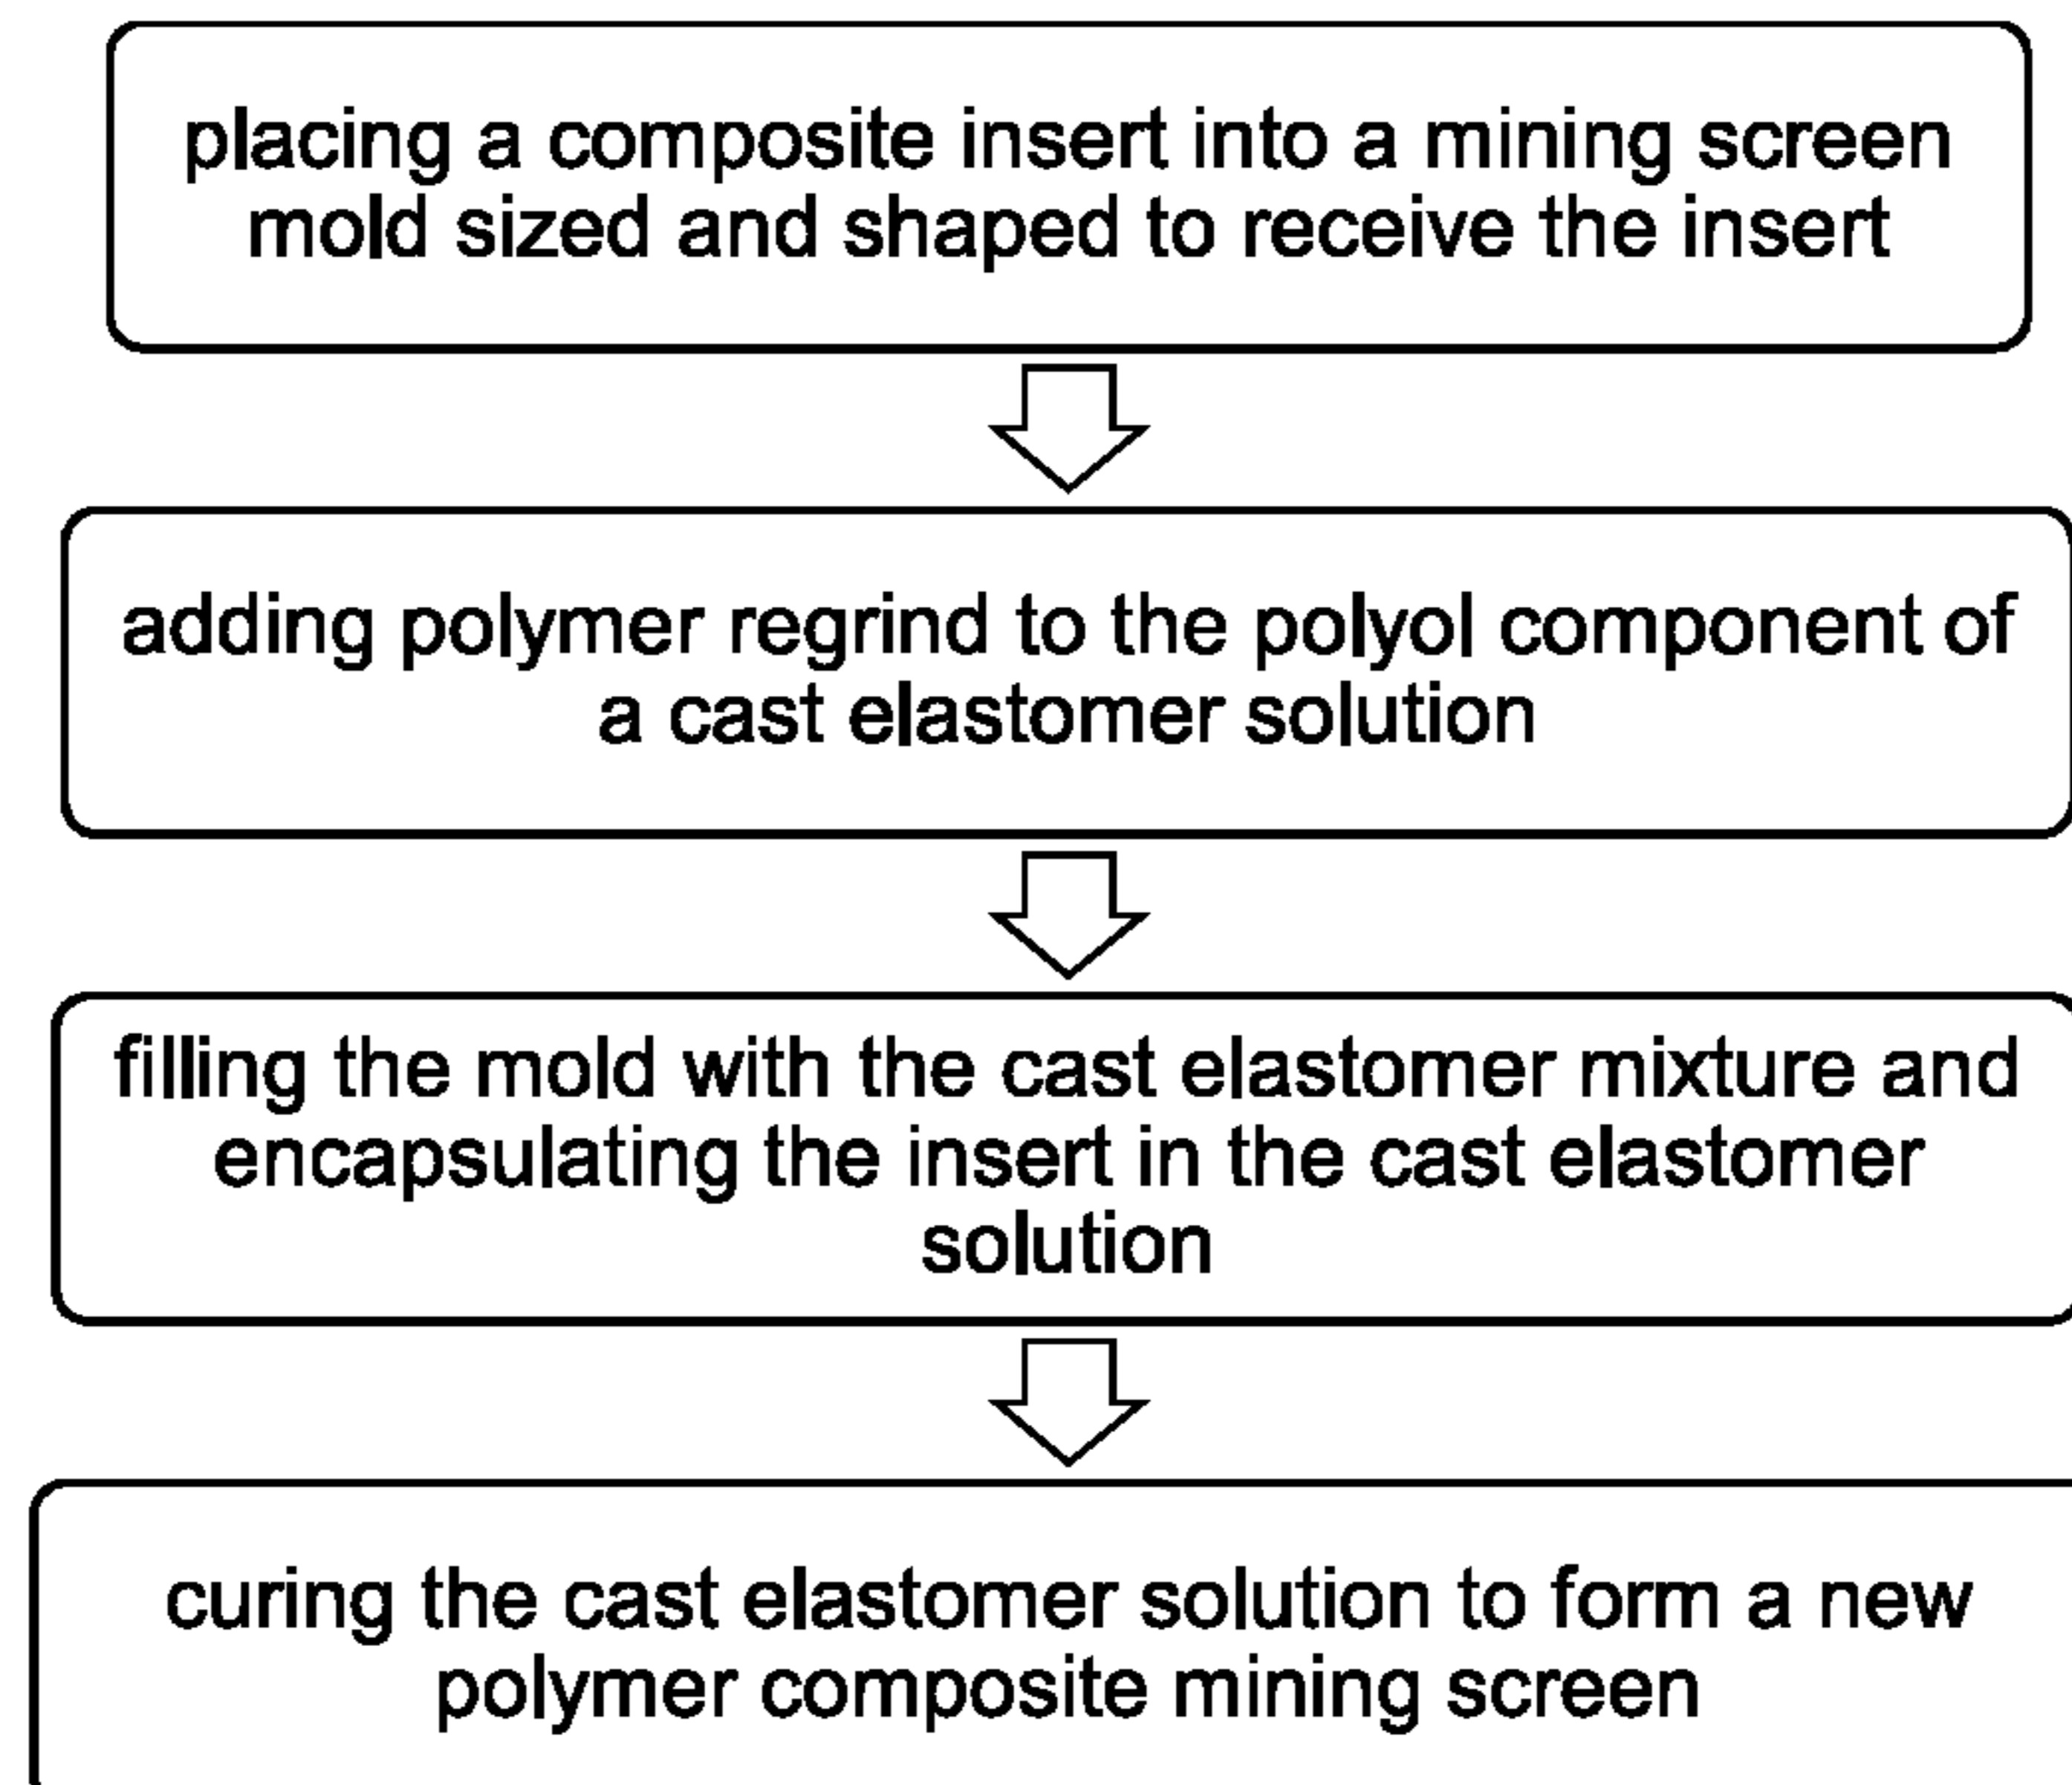 placing a composite insert into a mining screen
mold sized and shaped to receive the insert
adding polymer regrind to the polyol component of
a cast elastomer solution
filling the mold with the cast elastomer mixture and
encapsulating the insert in the cast elastomer
solution
curing the cast elastomer solution to form a new
polymer composite mining screen